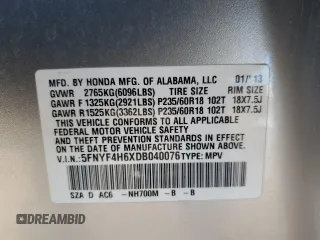 MFD. BY HONDA MFG. OF ALABAMA, LLC 01/ 13
GVWR 2765KG(6096LBS) TIRE SIZE RIM SIZE
GAWR F 1325KG(2921LBS) P235/60R18 102T 18X7.5J
GAWR R 1525KG(3362LBS) P235/60R18 102T 18X7.5J
THIS VEHICLE CONFORMS TO ALL APPLICABLE
FEDERAL MOTOR VEHICLE SAFETY AND
THEFT PREVENTION STANDARDS IN EFFECT ON
THE DATE OF MANUFACTURE SHOWN ABOVE.
V.I.N.: 5FNYF4H6XDB040076 TYPE: MPV
SZA D AC6 -NH700M -B -B